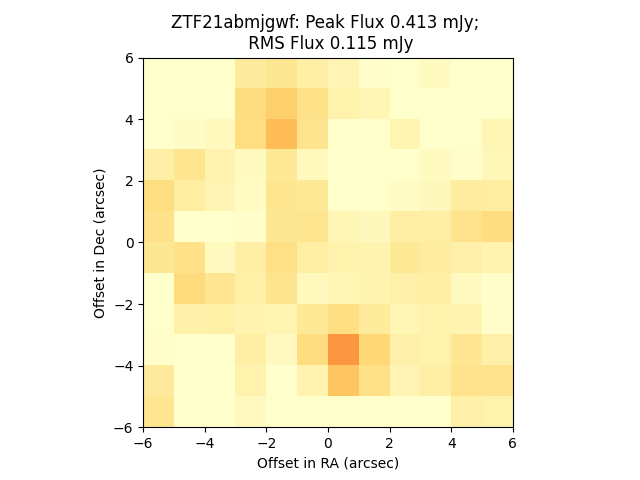 ZTF21abmjgwf: Peak Flux 0.413 mJy;
RMS Flux 0.115 mJy
6
4
2
0
−2
−4
−6
Offset in Dec (arcsec)
−6 −4 −2 0 2 4 6
Offset in RA (arcsec)